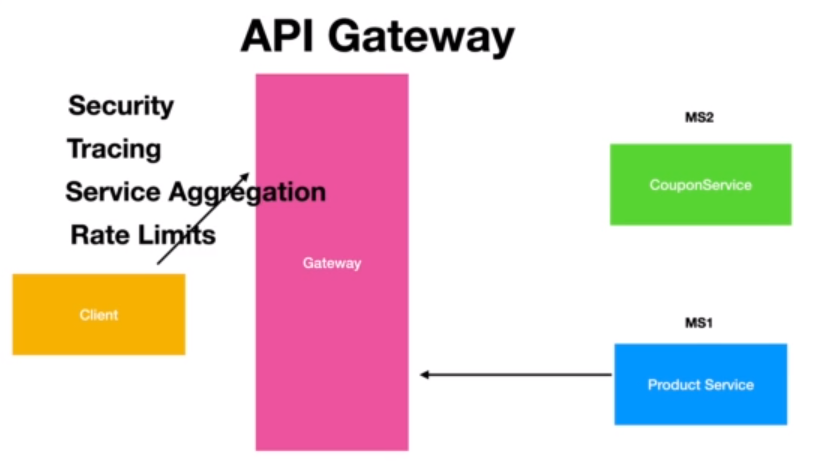 API Gateway
Security
Tracing
Service Aggregation
Rate Limits
Client
Gateway
MS2
CouponService
MS1
Product Service